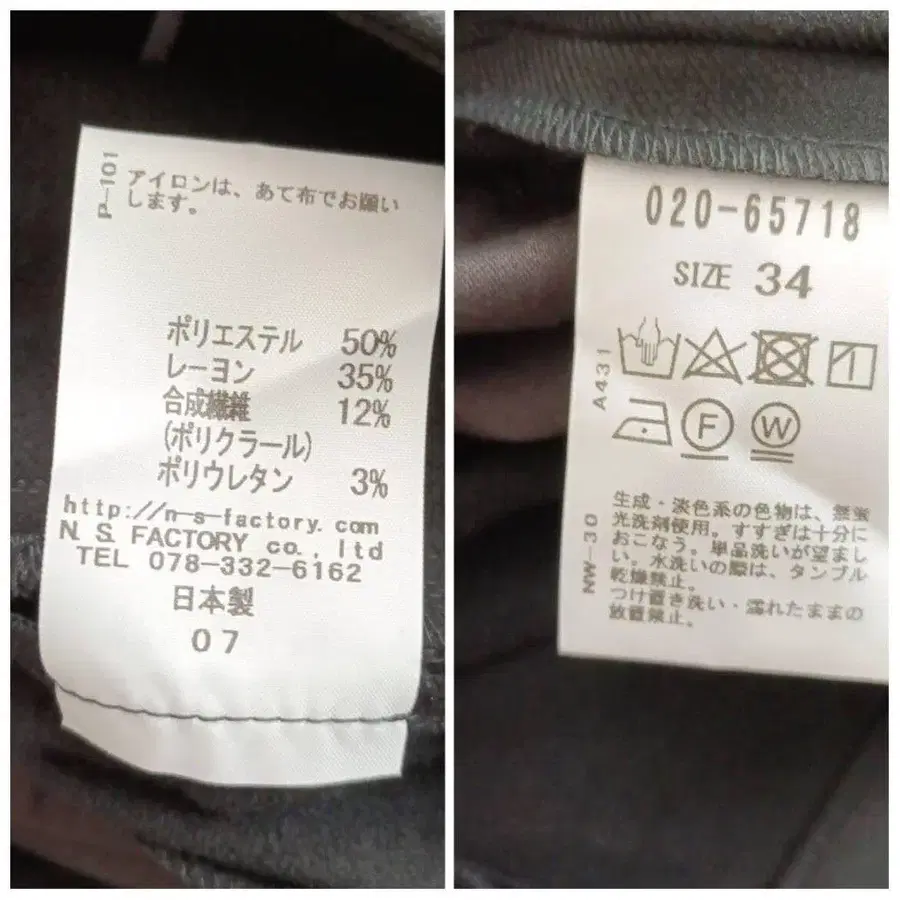 P-101
アイロンは、あて布でお願い
します。
ポリエステル 50%
レーヨン 35%
合成繊維 12%
(ポリクラール)
ポリウレタン 3%
http://n-s-factory.com
N. S. FACTORY co., ltd
TEL 078-332-6162
日本製
07
020-65718
SIZE 34
A431
F W
NW-30
生成・淡色系の色物は、無蛍
光洗剤使用。すすぎは十分に
おこなう。単品洗いが望まし
い。水洗いの際は、タンブル
乾燥禁止。
つけ置き洗い・濡れたままの
放置禁止。